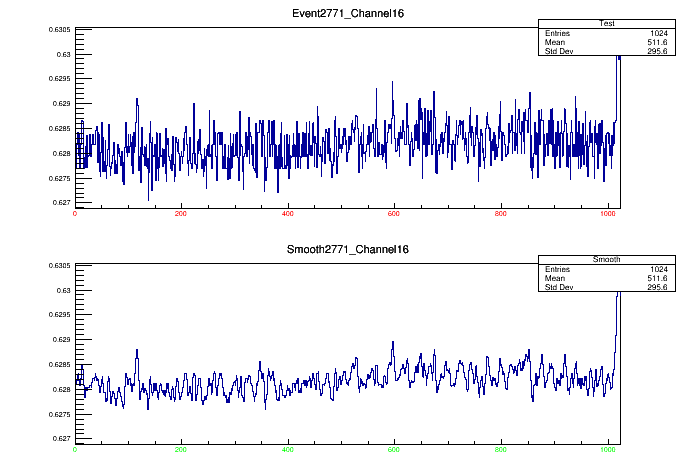 Event2771_Channel16
Test
Entries 1024
Mean 511.6
Std Dev 295.6
0.6305
0.63
0.6295
0.629
0.6285
0.628
0.6275
0.627
0 200 400 600 800 1000
Smooth2771_Channel16
Smooth
Entries 1024
Mean 511.6
Std Dev 295.6
0.6305
0.63
0.6295
0.629
0.6285
0.628
0.6275
0.627
0 200 400 600 800 1000